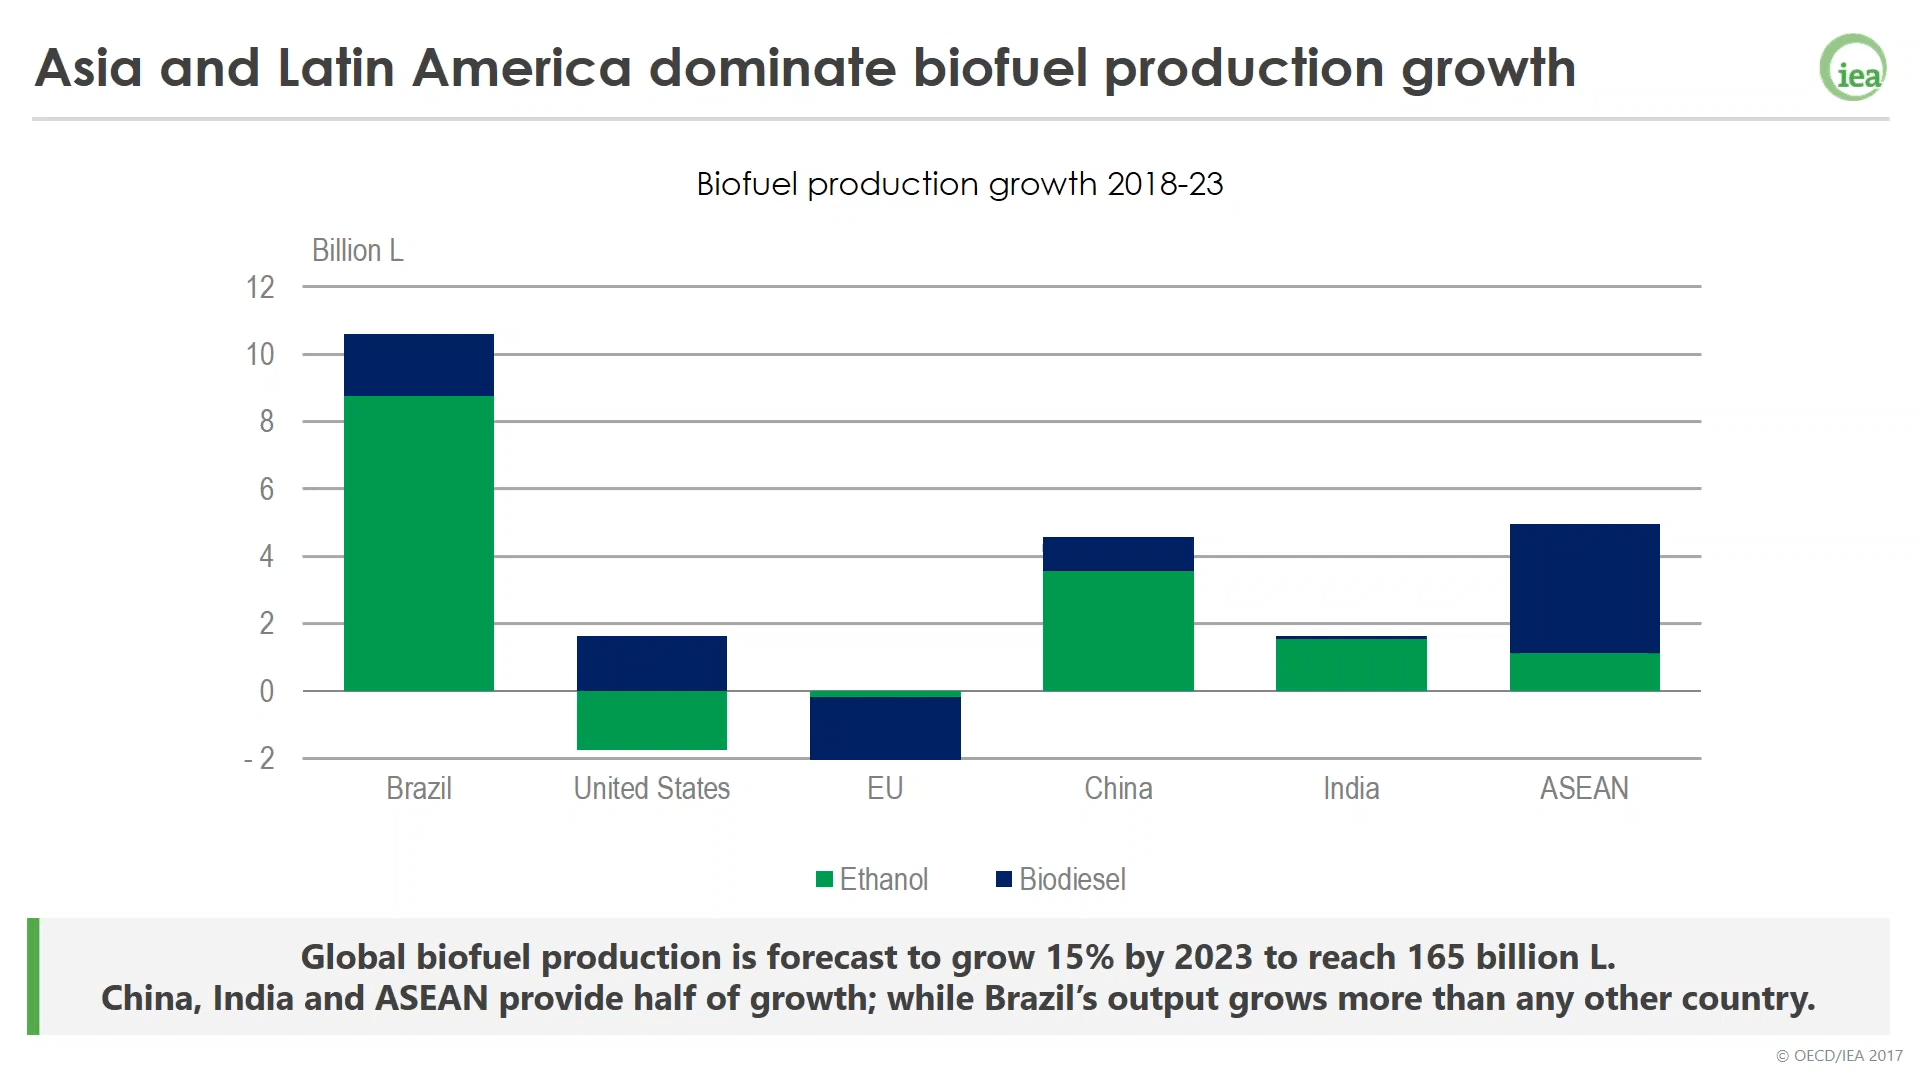 Asia and Latin America dominate biofuel production growth
iea
Biofuel production growth 2018-23
Billion L
12
10
8
6
4
2
0
- 2
Brazil United States EU China India ASEAN
Ethanol Biodiesel
Global biofuel production is forecast to grow 15% by 2023 to reach 165 billion L.
China, India and ASEAN provide half of growth; while Brazil’s output grows more than any other country.
© OECD/IEA 2017